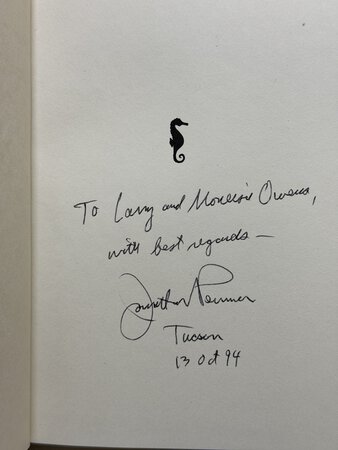 To Larry and Owens,
with best regards —
Jonathan Penner
Tucson
13 Oct 94